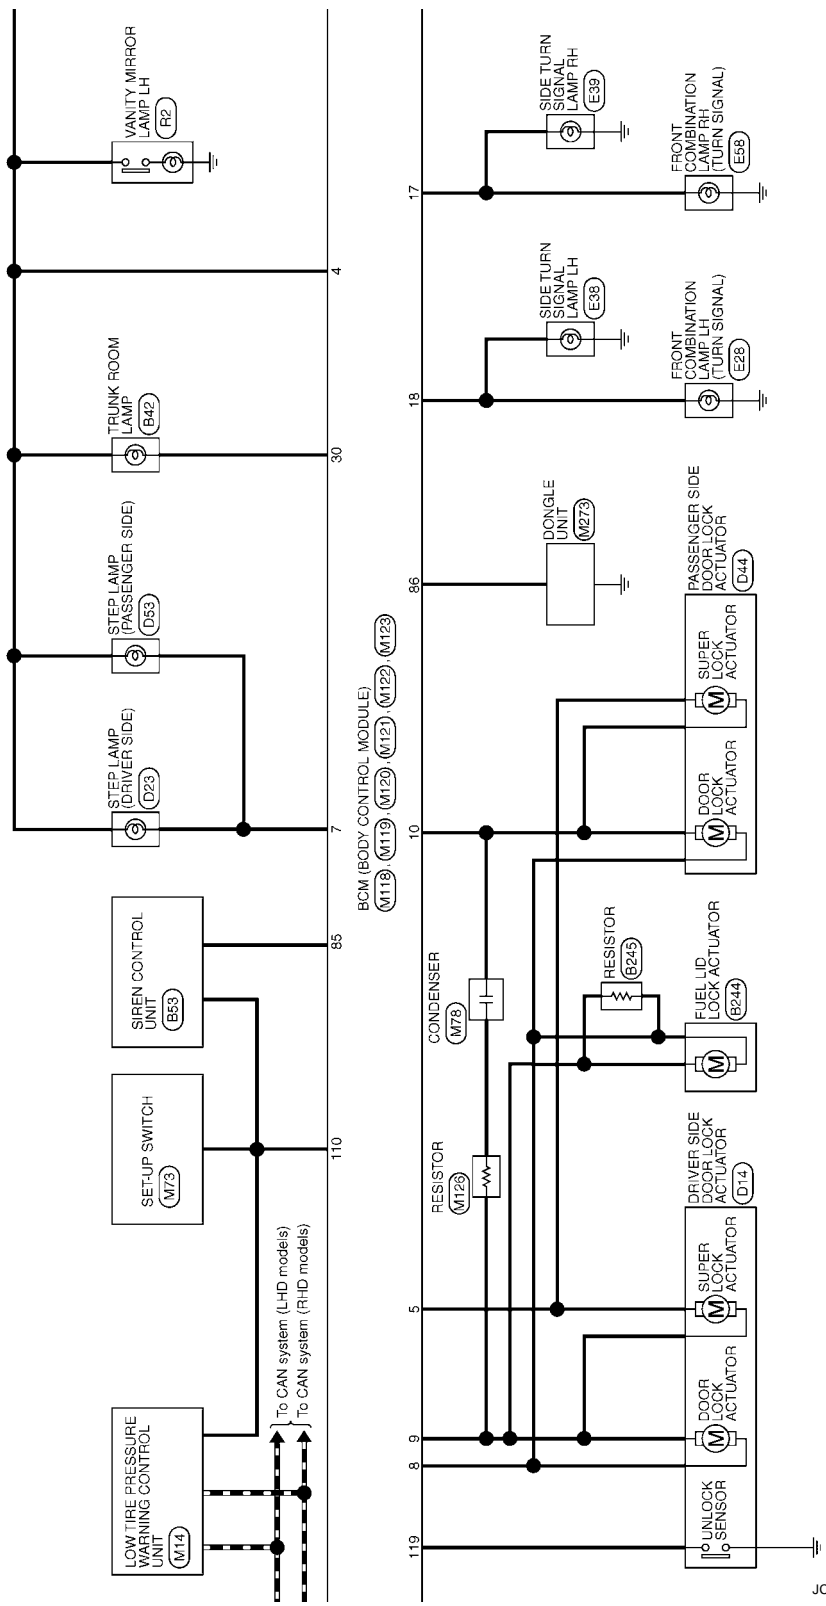 LOW TIRE PRESSURE
WARNING CONTROL
UNIT
M14
SET-UP SWITCH
M73
SIREN CONTROL
UNIT
B53
STEP LAMP
(DRIVER SIDE)
D23
STEP LAMP
(PASSENGER SIDE)
D53
TRUNK ROOM
LAMP
B42
VANITY MIRROR
LAMP LH
R2
To CAN system (LHD models)
To CAN system (RHD models)
110
85
7
30
4
BCM (BODY CONTROL MODULE)
M118 , M119 , M120 , M121 , M122 , M123
119
8
9
5
10
86
18
17
RESISTOR
M126
CONDENSER
M78
DONGLE
UNIT
M273
SIDE TURN
SIGNAL
LAMP LH
E38
SIDE TURN
SIGNAL
LAMP RH
E39
RESISTOR
B245
UNLOCK
SENSOR
DOOR
LOCK
ACTUATOR
SUPER
LOCK
ACTUATOR
DRIVER SIDE
DOOR LOCK
ACTUATOR
D14
M
M
FUEL LID
LOCK ACTUATOR
B244
M
DOOR
LOCK
ACTUATOR
SUPER
LOCK
ACTUATOR
PASSENGER SIDE
DOOR LOCK
ACTUATOR
D44
M
M
FRONT
COMBINATION
LAMP LH
(TURN SIGNAL)
E28
FRONT
COMBINATION
LAMP RH
(TURN SIGNAL)
E58